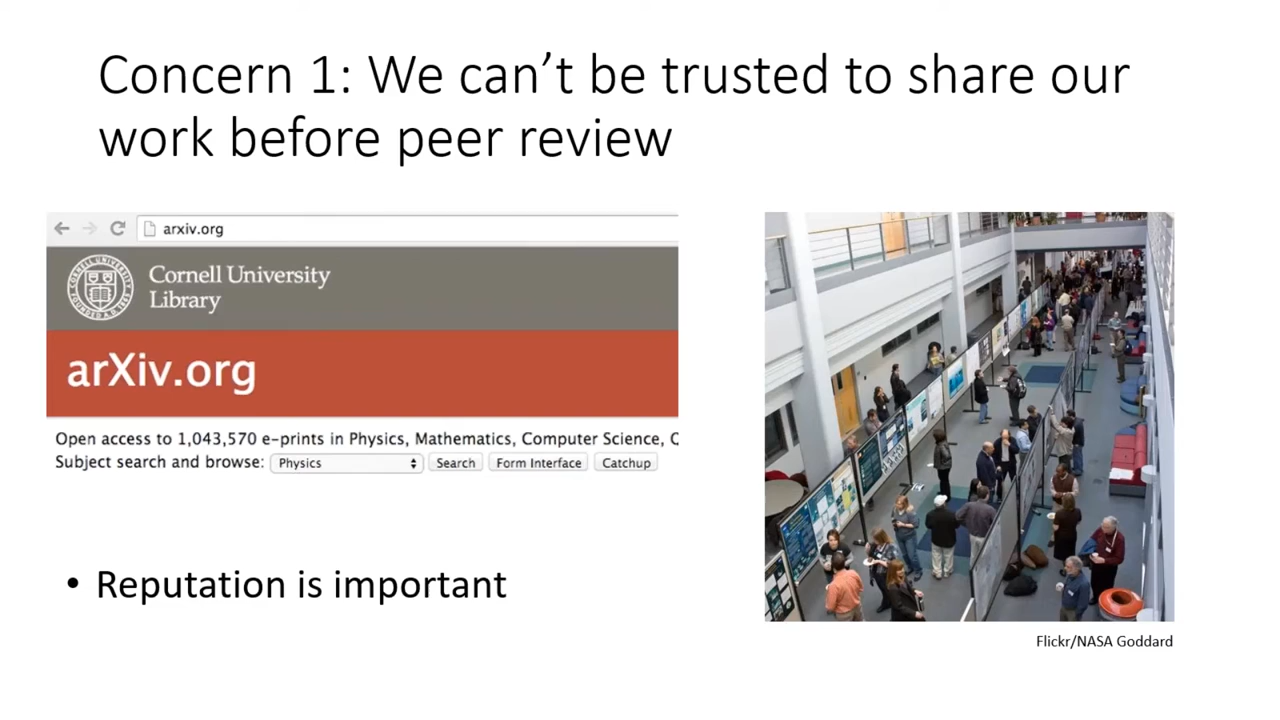 Concern 1: We can’t be trusted to share our
work before peer review
arxiv.org
Cornell University
Library
arXiv.org
Open access to 1,043,570 e-prints in Physics, Mathematics, Computer Science, Q
Subject search and browse: Physics Search Form Interface Catchup
• Reputation is important
Flickr/NASA Goddard